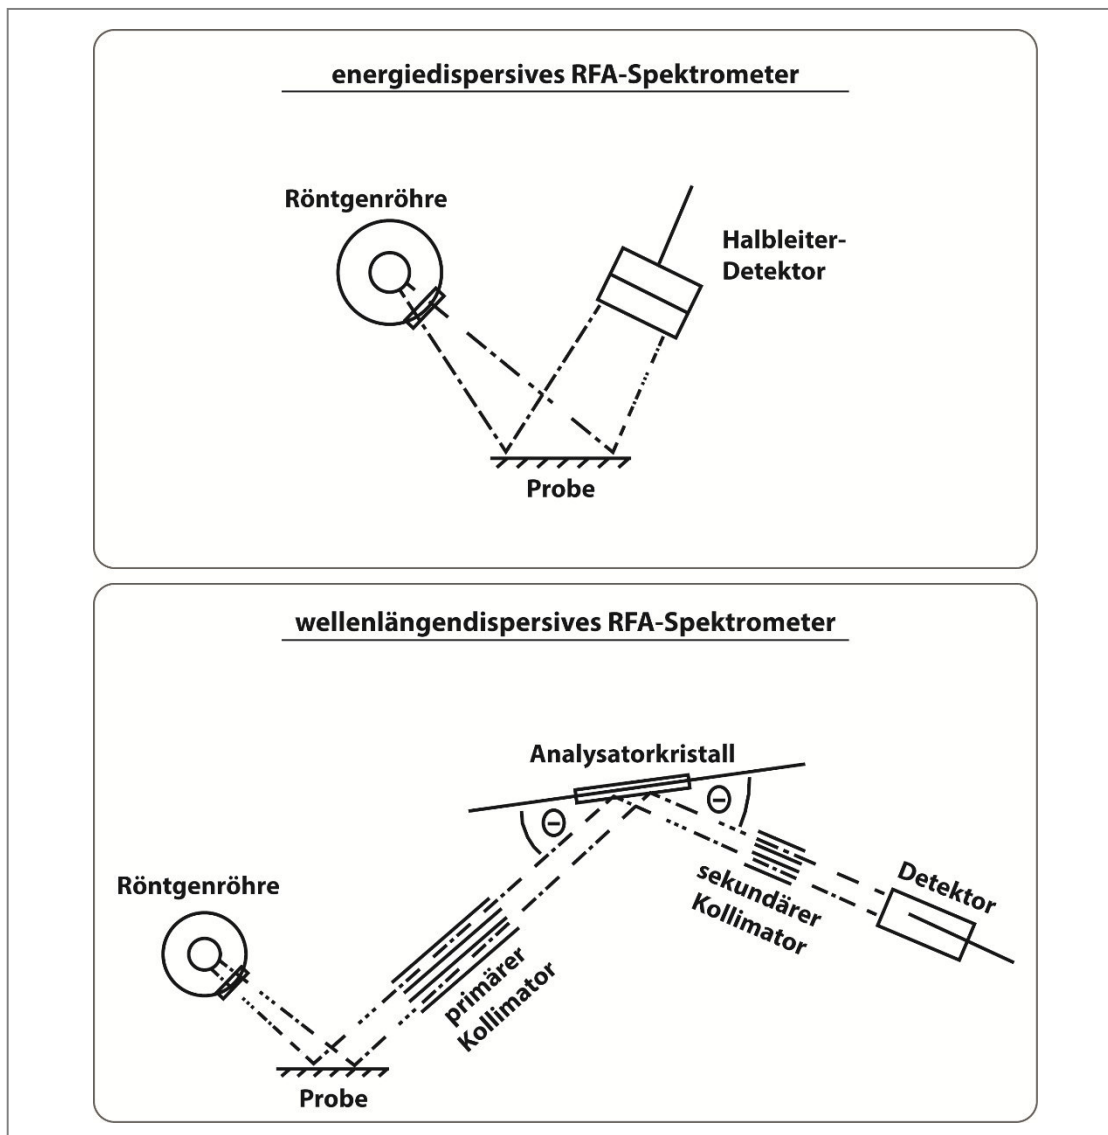 energiedispersives RFA-Spektrometer
Röntgenröhre
Halbleiter-
Detektor
Probe
wellenlängendispersives RFA-Spektrometer
Analysatorkristall
Θ
Θ
Röntgenröhre
primärer
Kollimator
sekundärer
Kollimator
Detektor
Probe